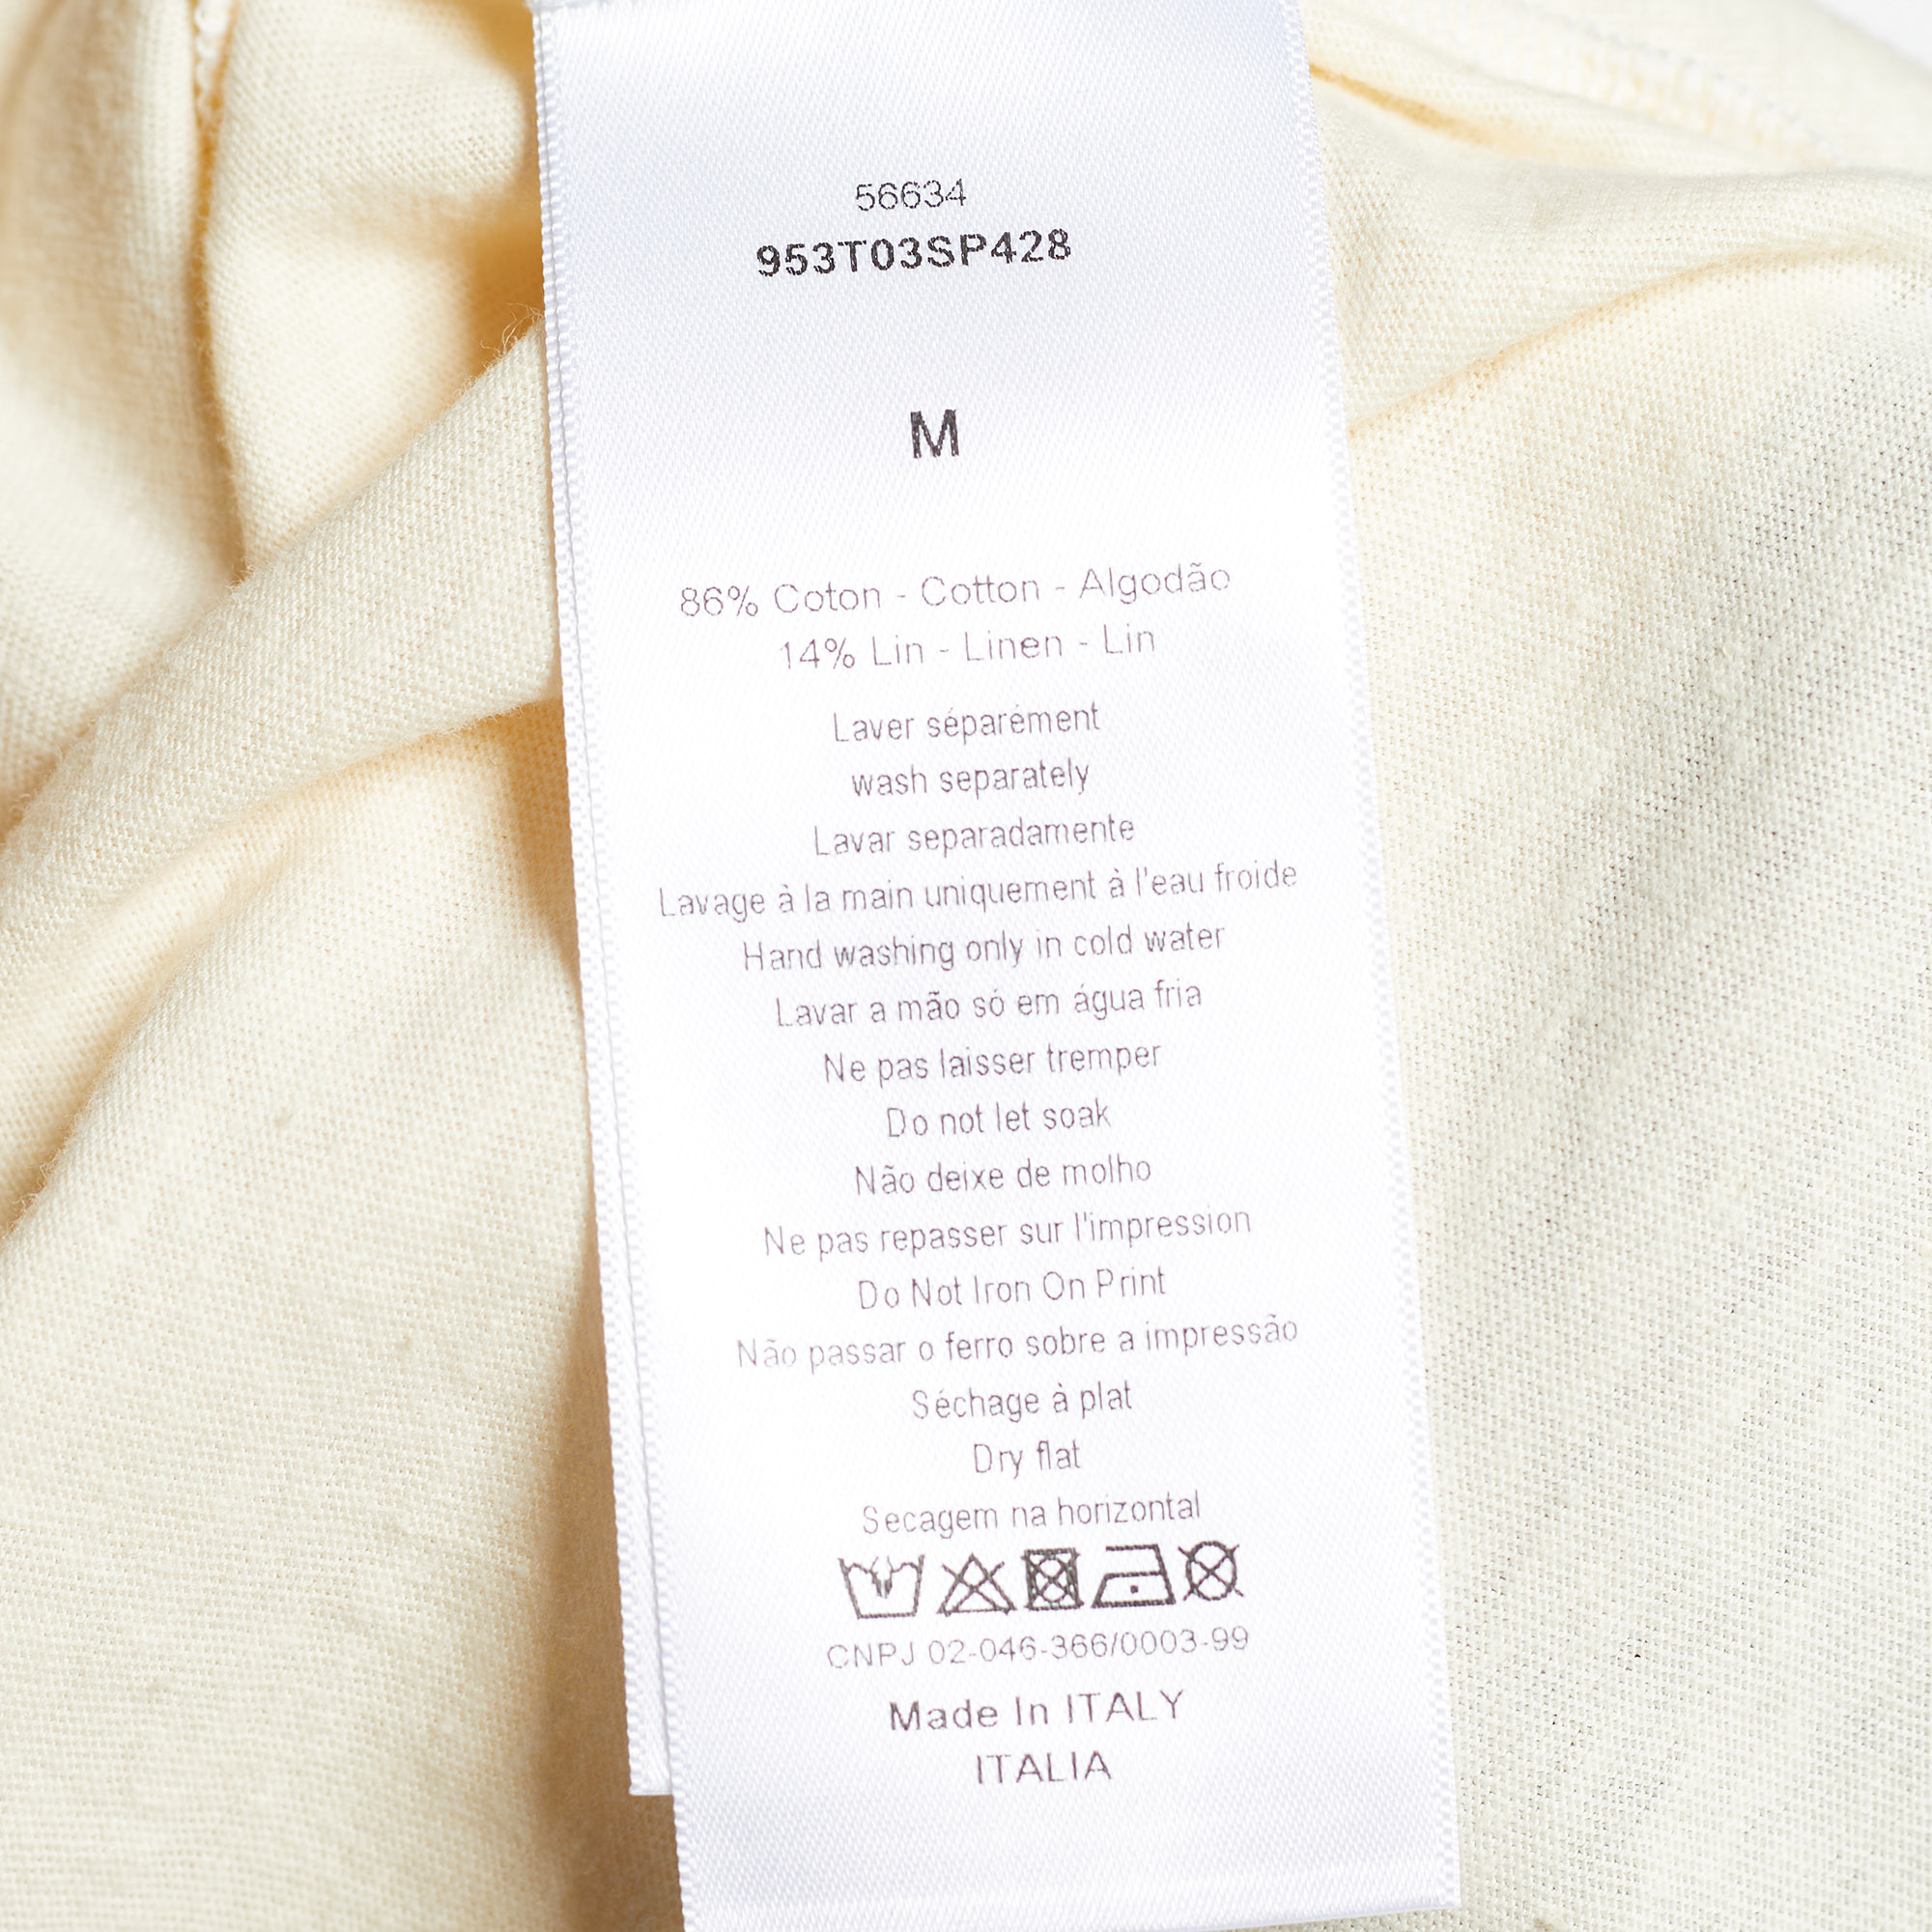 56634
953T03SP428
M
86% Coton - Cotton - Algodão
14% Lin - Linen - Lin
Laver séparément
wash separately
Lavar separadamente
Lavage à la main uniquement à l'eau froide
Hand washing only in cold water
Lavar a mão só em água fria
Ne pas laisser tremper
Do not let soak
Não deixe de molho
Ne pas repasser sur l'impression
Do Not Iron On Print
Não passar o ferro sobre a impressão
Séchage à plat
Dry flat
Secagem na horizontal
CNPJ 02-046-366/0003-99
Made In ITALY
ITALIA